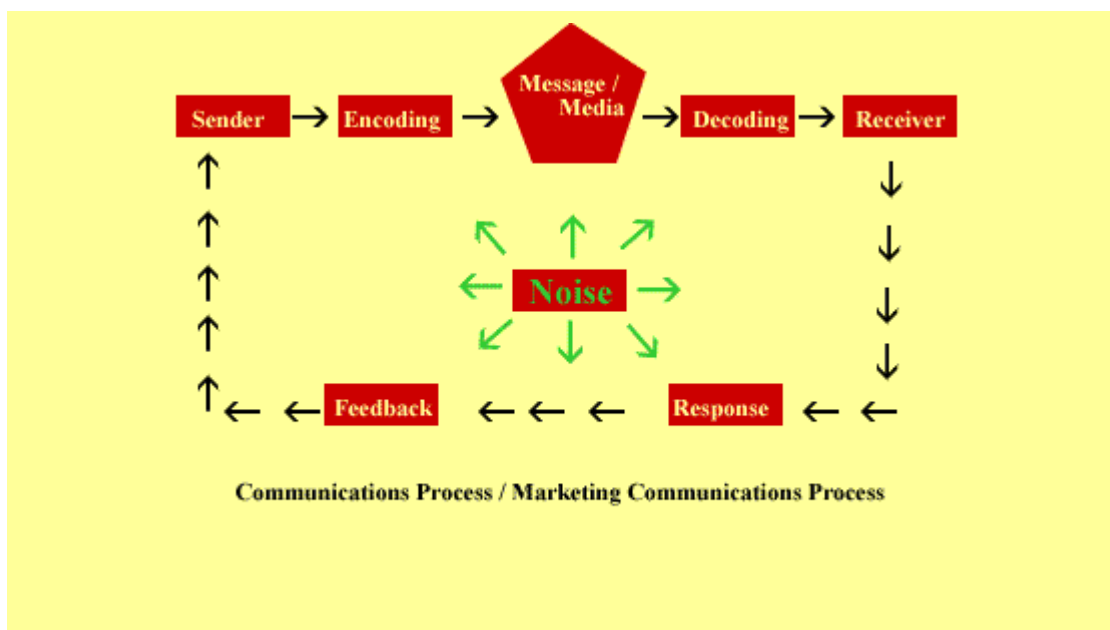 Message /
Media
Sender
Encoding
Decoding
Receiver
Noise
Feedback
Response
Communications Process / Marketing Communications Process